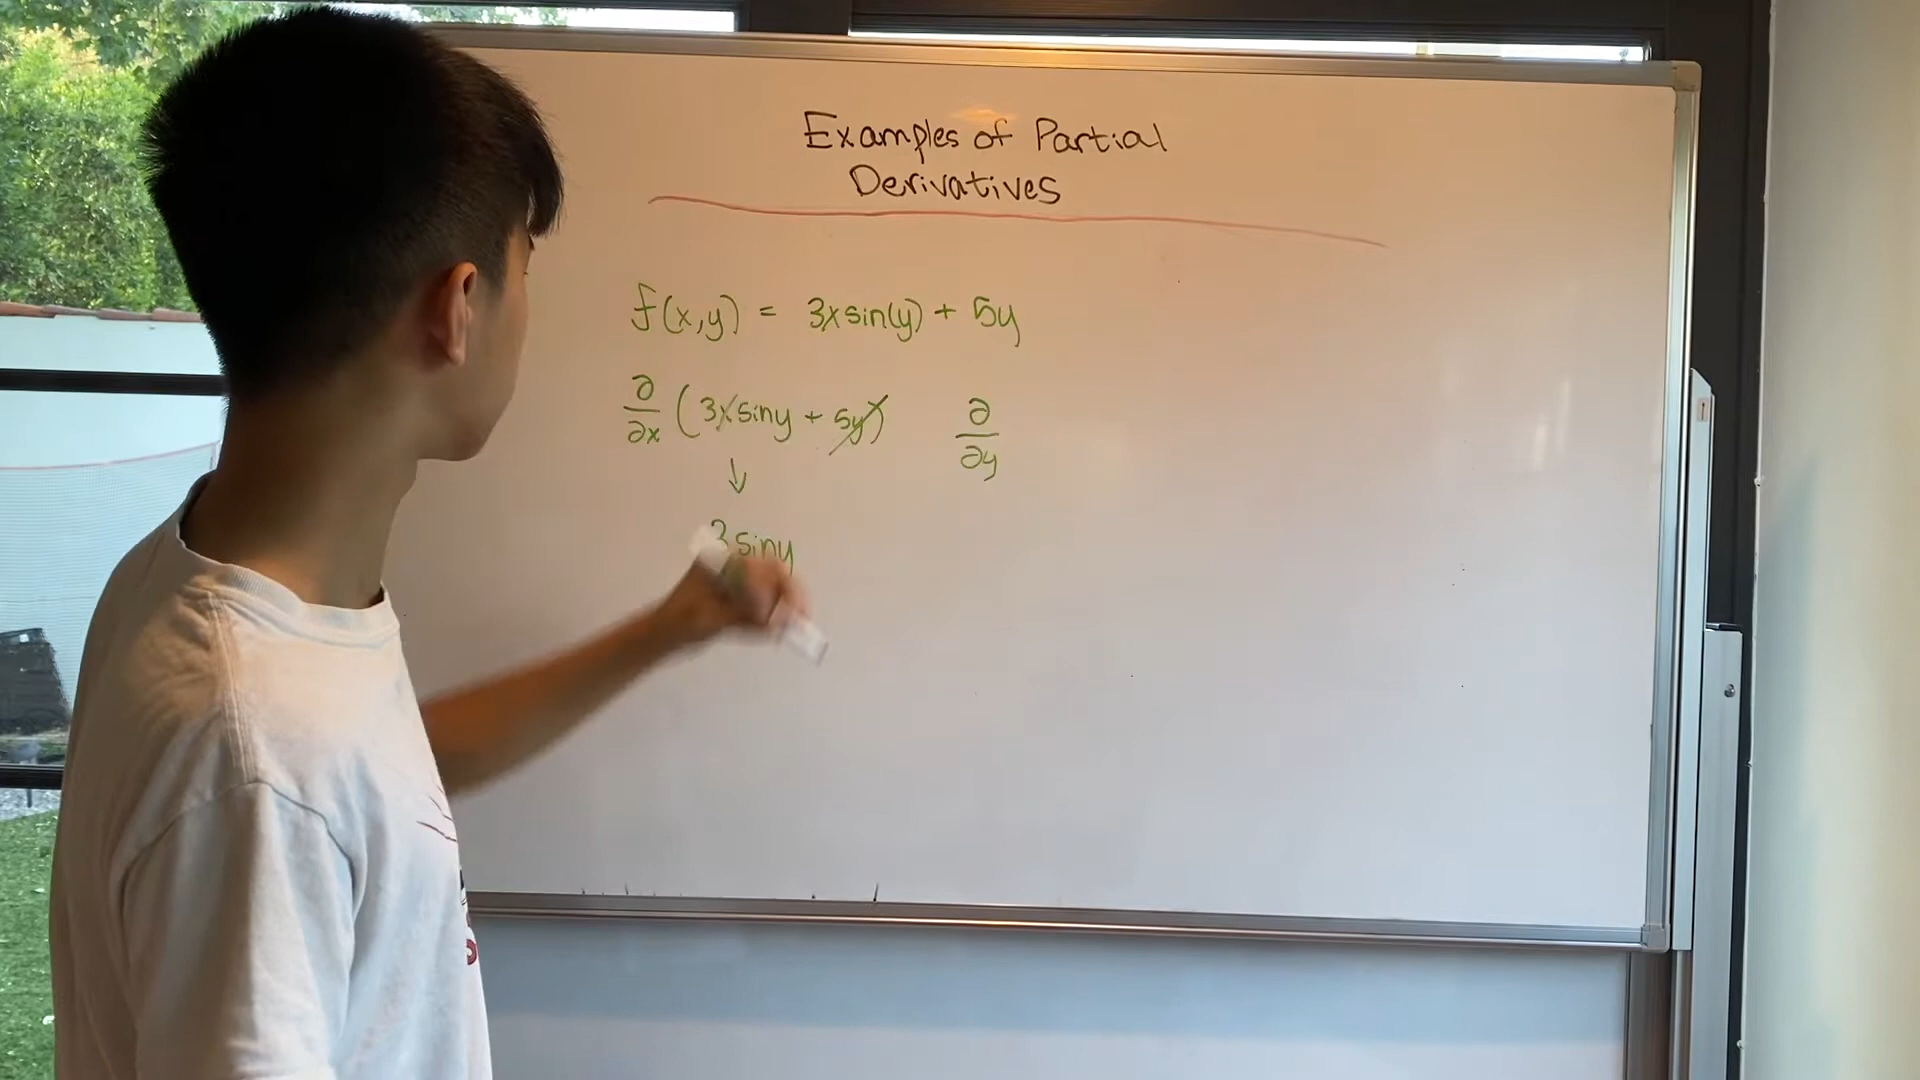 Examples of Partial
Derivatives
f(x,y) = 3x sin(y) + 5y
∂/∂x (3x siny + 5y)
∂/∂y
↓
3 siny